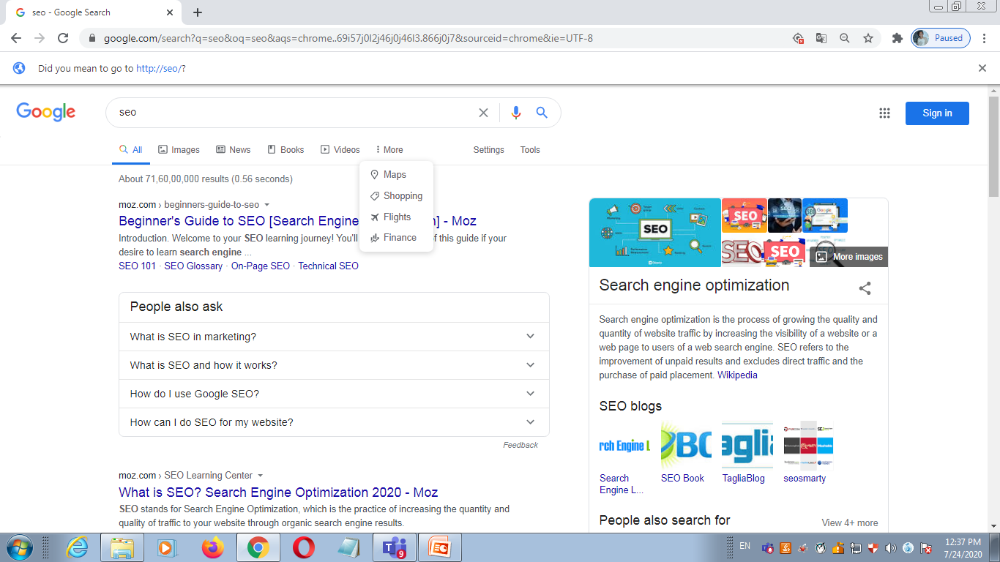 seo - Google Search
google.com/search?q=seo&oq=seo&aqs=chrome..69i57j0l2j46j0j46l3.866j0j7&sourceid=chrome&ie=UTF-8
Paused
Did you mean to go to http://seo/?
Google
seo
Sign in
All
Images
News
Books
Videos
More
Settings
Tools
Maps
Shopping
Flights
Finance
About 71,60,00,000 results (0.56 seconds)
moz.com › beginners-guide-to-seo
Beginner's Guide to SEO [Search Engine n] - Moz
Introduction. Welcome to your SEO learning journey! You'll of this guide if your
desire to learn search engine ...
SEO 101 · SEO Glossary · On-Page SEO · Technical SEO
People also ask
What is SEO in marketing?
What is SEO and how it works?
How do I use Google SEO?
How can I do SEO for my website?
Feedback
moz.com › SEO Learning Center
What is SEO? Search Engine Optimization 2020 - Moz
SEO stands for Search Engine Optimization, which is the practice of increasing the quantity and
quality of traffic to your website through organic search engine results.
SEO
SEO
SEO
SEO
More images
Search engine optimization
Search engine optimization is the process of growing the quality and
quantity of website traffic by increasing the visibility of a website or a
web page to users of a web search engine. SEO refers to the
improvement of unpaid results and excludes direct traffic and the
purchase of paid placement. Wikipedia
SEO blogs
rch Engine L
BO
aglia
Search
Engine L...
SEO Book
TagliaBlog
seosmarty
People also search for
View 4+ more
9
EN
12:37 PM
7/24/2020